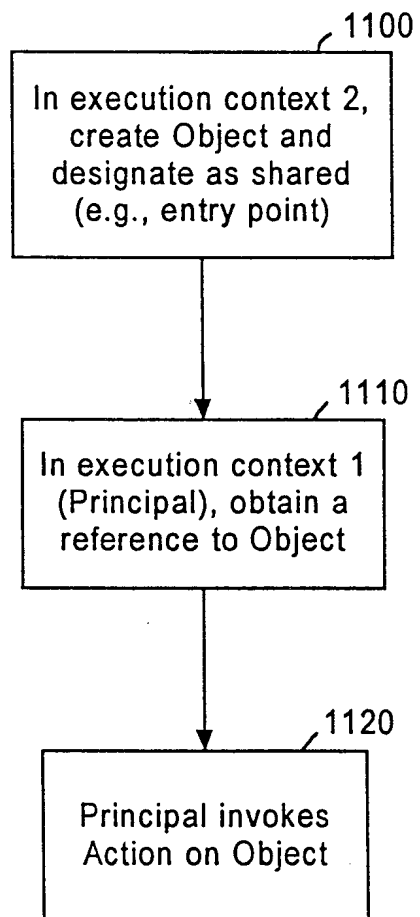 1100
In execution context 2,
create Object and
designate as shared
(e.g., entry point)
1110
In execution context 1
(Principal), obtain a
reference to Object
1120
Principal invokes
Action on Object